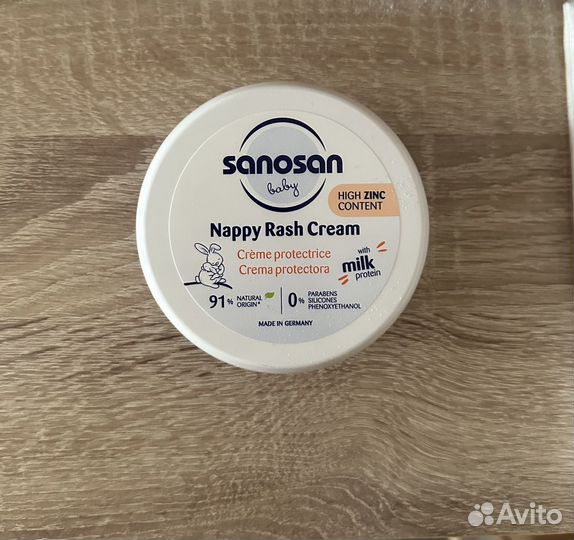 sanosan
baby
HIGH ZINC
CONTENT
Nappy Rash Cream
Crème protectrice
Crema protectora
with
milk
protein
91% NATURAL
ORIGIN*
0% PARABENS
SILICONES
PHENOXYETHANOL
MADE IN GERMANY
Avito